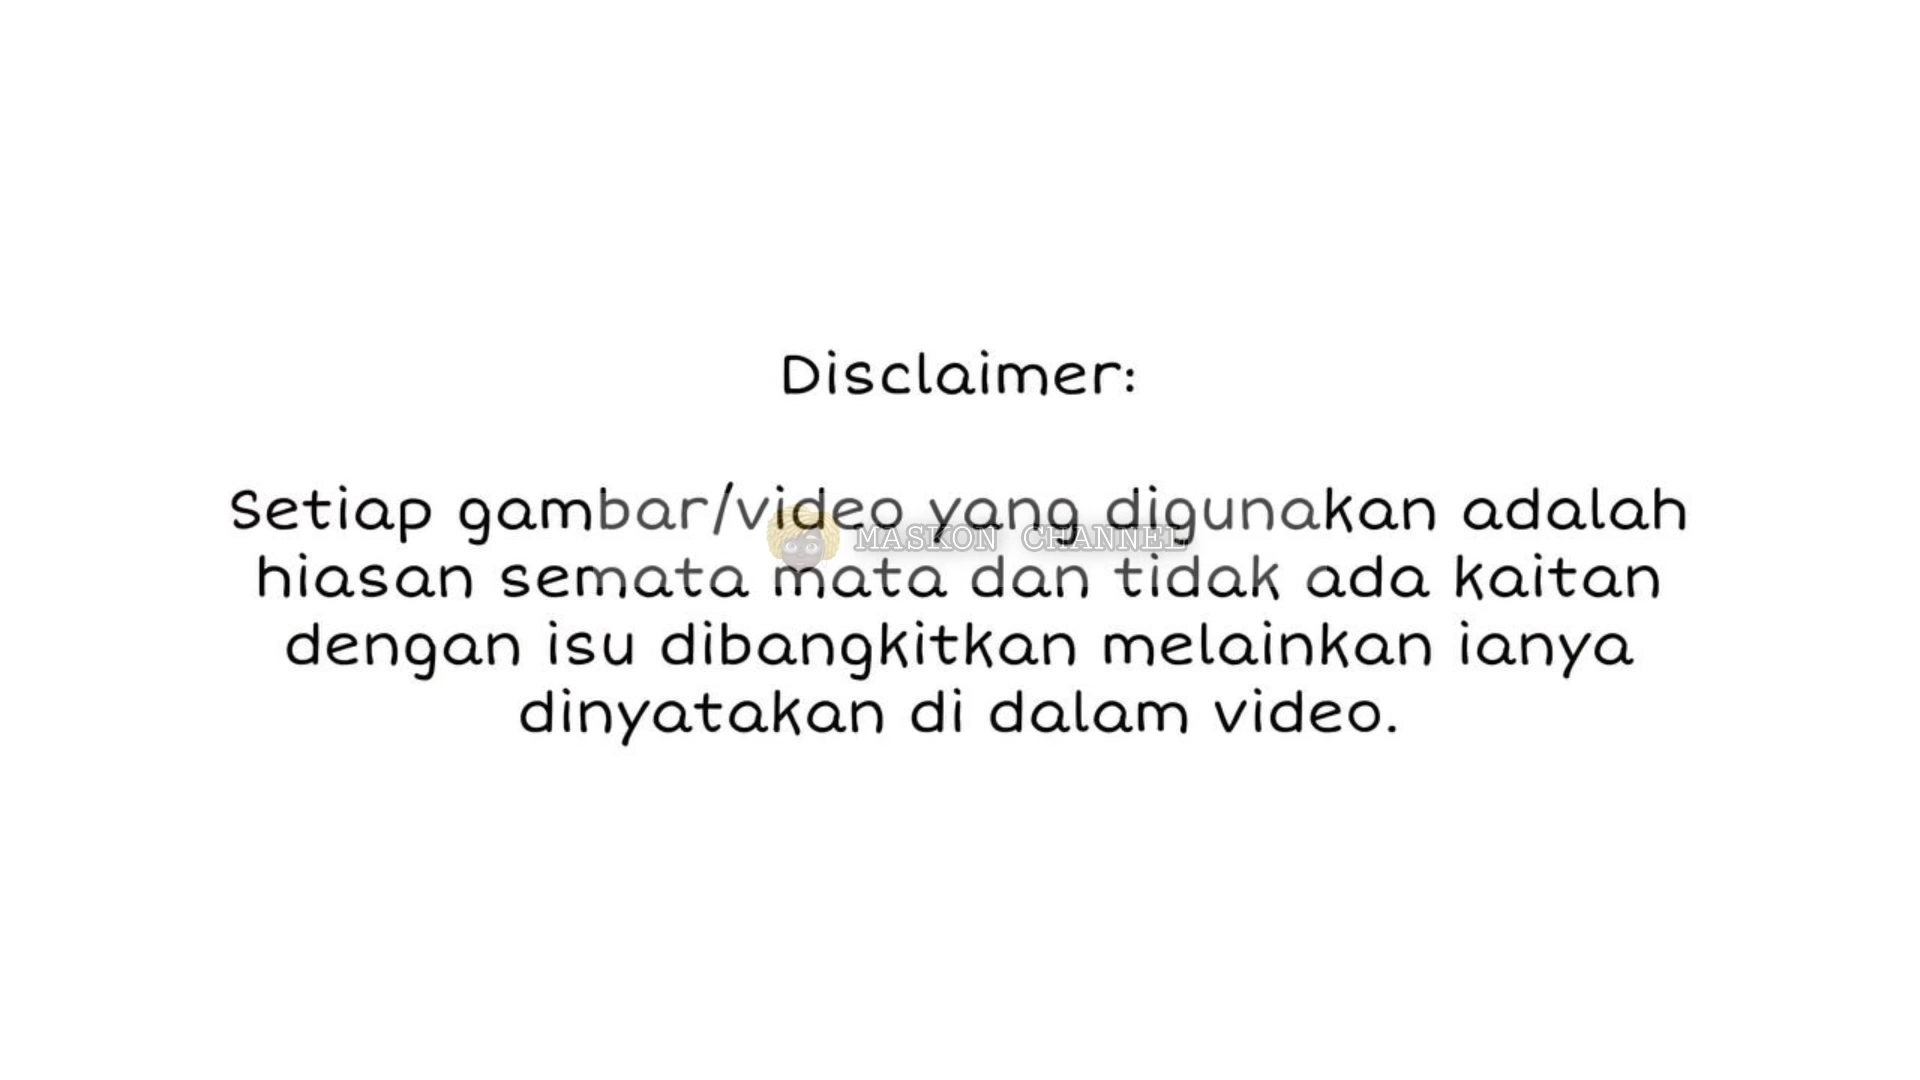 Disclaimer:
Setiap gambar/video yang digunakan adalah
MASKON CHANNEL
hiasan semata mata dan tidak ada kaitan
dengan isu dibangkitkan melainkan ianya
dinyatakan di dalam video.